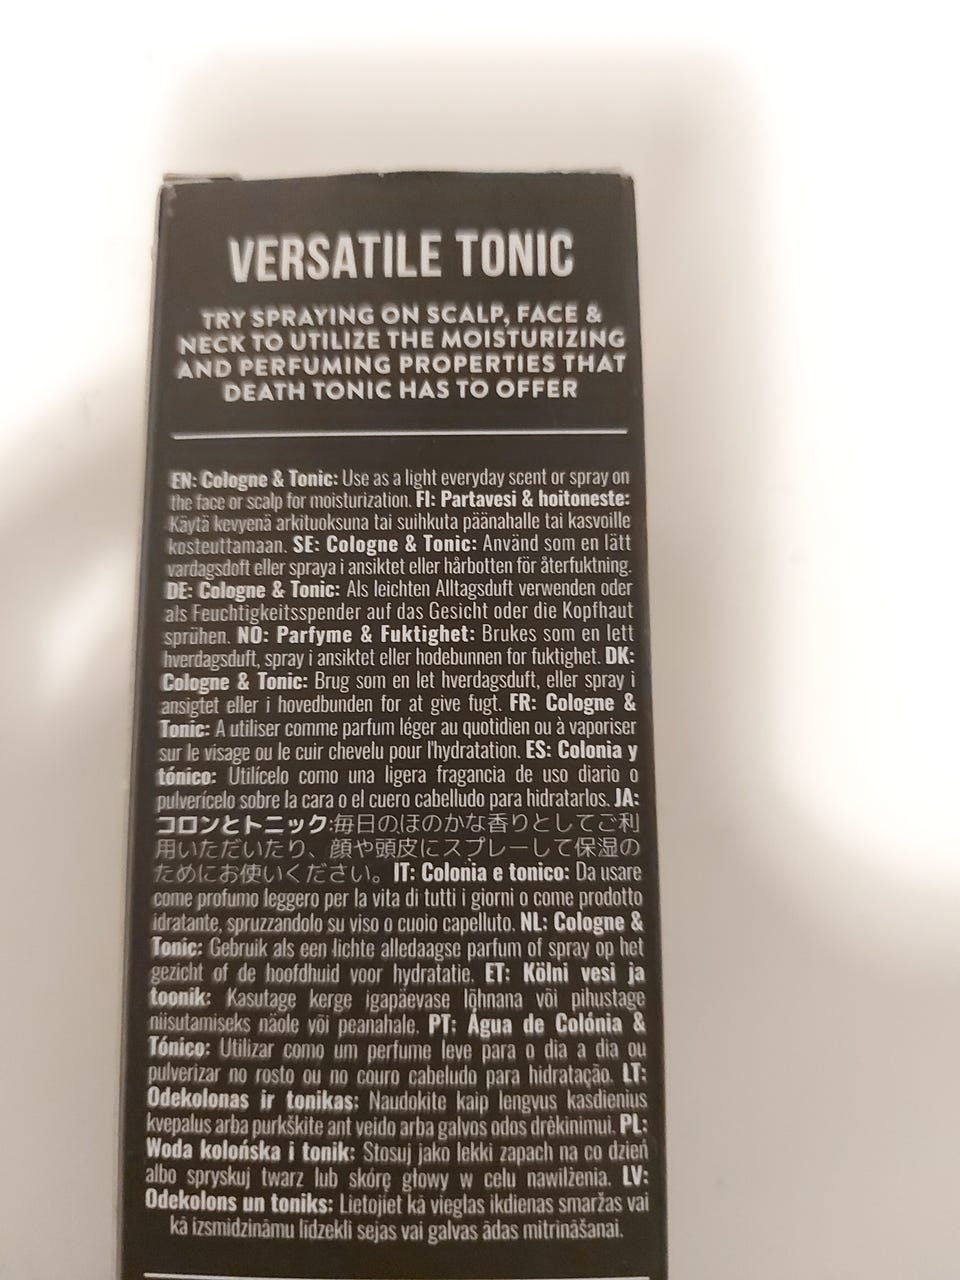 VERSATILE TONIC
TRY SPRAYING ON SCALP, FACE &
NECK TO UTILIZE THE MOISTURIZING
AND PERFUMING PROPERTIES THAT
DEATH TONIC HAS TO OFFER
EN: Cologne & Tonic: Use as a light everyday scent or spray on
the face or scalp for moisturization. FI: Partavesi & hoitoneste:
Käytä kevyenä arkituoksuna tai suihkuta päänahalle tai kasvoille
kosteuttamaan. SE: Cologne & Tonic: Använd som en lätt
vardagsdoft eller spraya i ansiktet eller hårbotten för återfuktning.
DE: Cologne & Tonic: Als leichten Alltagsduft verwenden oder
als Feuchtigkeitsspender auf das Gesicht oder die Kopfhaut
sprühen. NO: Parfyme & Fuktighet: Brukes som en lett
hverdagsduft, spray i ansiktet eller hodebunnen for fuktighet. DK:
Cologne & Tonic: Brug som en let hverdagsduft, eller spray i
ansigtet eller i hovedbunden for at give fugt. FR: Cologne &
Tonic: A utiliser comme parfum léger au quotidien ou à vaporiser
sur le visage ou le cuir chevelu pour l'hydratation. ES: Colonia y
tónico: Utilícelo como una ligera fragancia de uso diario o
pulverícelo sobre la cara o el cuero cabelludo para hidratarlos. JA:
コロンとトニック:毎日のほのかな香りとしてご利
用いただいたり、顔や頭皮にスプレーして保湿の
ためにお使いください。IT: Colonia e tonico: Da usare
come profumo leggero per la vita di tutti i giorni o come prodotto
idratante, spruzzandolo su viso o cuoio capelluto. NL: Cologne &
Tonic: Gebruik als een lichte alledaagse parfum of spray op het
gezicht of de hoofdhuid voor hydratatie. ET: Kölni vesi ja
toonik: Kasutage kerge igapäevase lõhnana või pihustage
niisutamiseks näole või peanahale. PT: Água de Colónia &
Tónico: Utilizar como um perfume leve para o dia a dia ou
pulverizar no rosto ou no couro cabeludo para hidratação. LT:
Odekolonas ir tonikas: Naudokite kaip lengvus kasdienius
kvepalus arba purkškite ant veido arba galvos odos drėkinimui. PL:
Woda kolońska i tonik: Stosuj jako lekki zapach na co dzień
albo spryskuj twarz lub skórę głowy w celu nawilżenia. LV:
Odekolons un toniks: Lietojiet kā vieglas ikdienas smaržas vai
kā izsmidzināmu līdzekli sejas vai galvas ādas mitrināšanai.